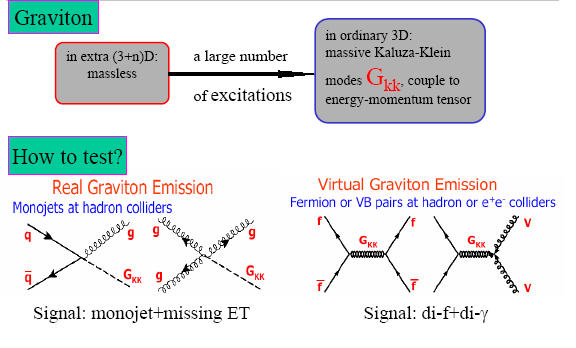 Graviton
in extra (3+n)D:
massless
a large number
of excitations
in ordinary 3D:
massive Kaluza-Klein
modes Gkk, couple to
energy-momentum tensor
How to test?
Real Graviton Emission
Monojets at hadron colliders
q
q̅
g
GKK
g
g
g
GKK
Signal: monojet+missing ET
Virtual Graviton Emission
Fermion or VB pairs at hadron or e+e- colliders
f
f̅
GKK
f
f̅
GKK
V
V
Signal: di-f+di-γ